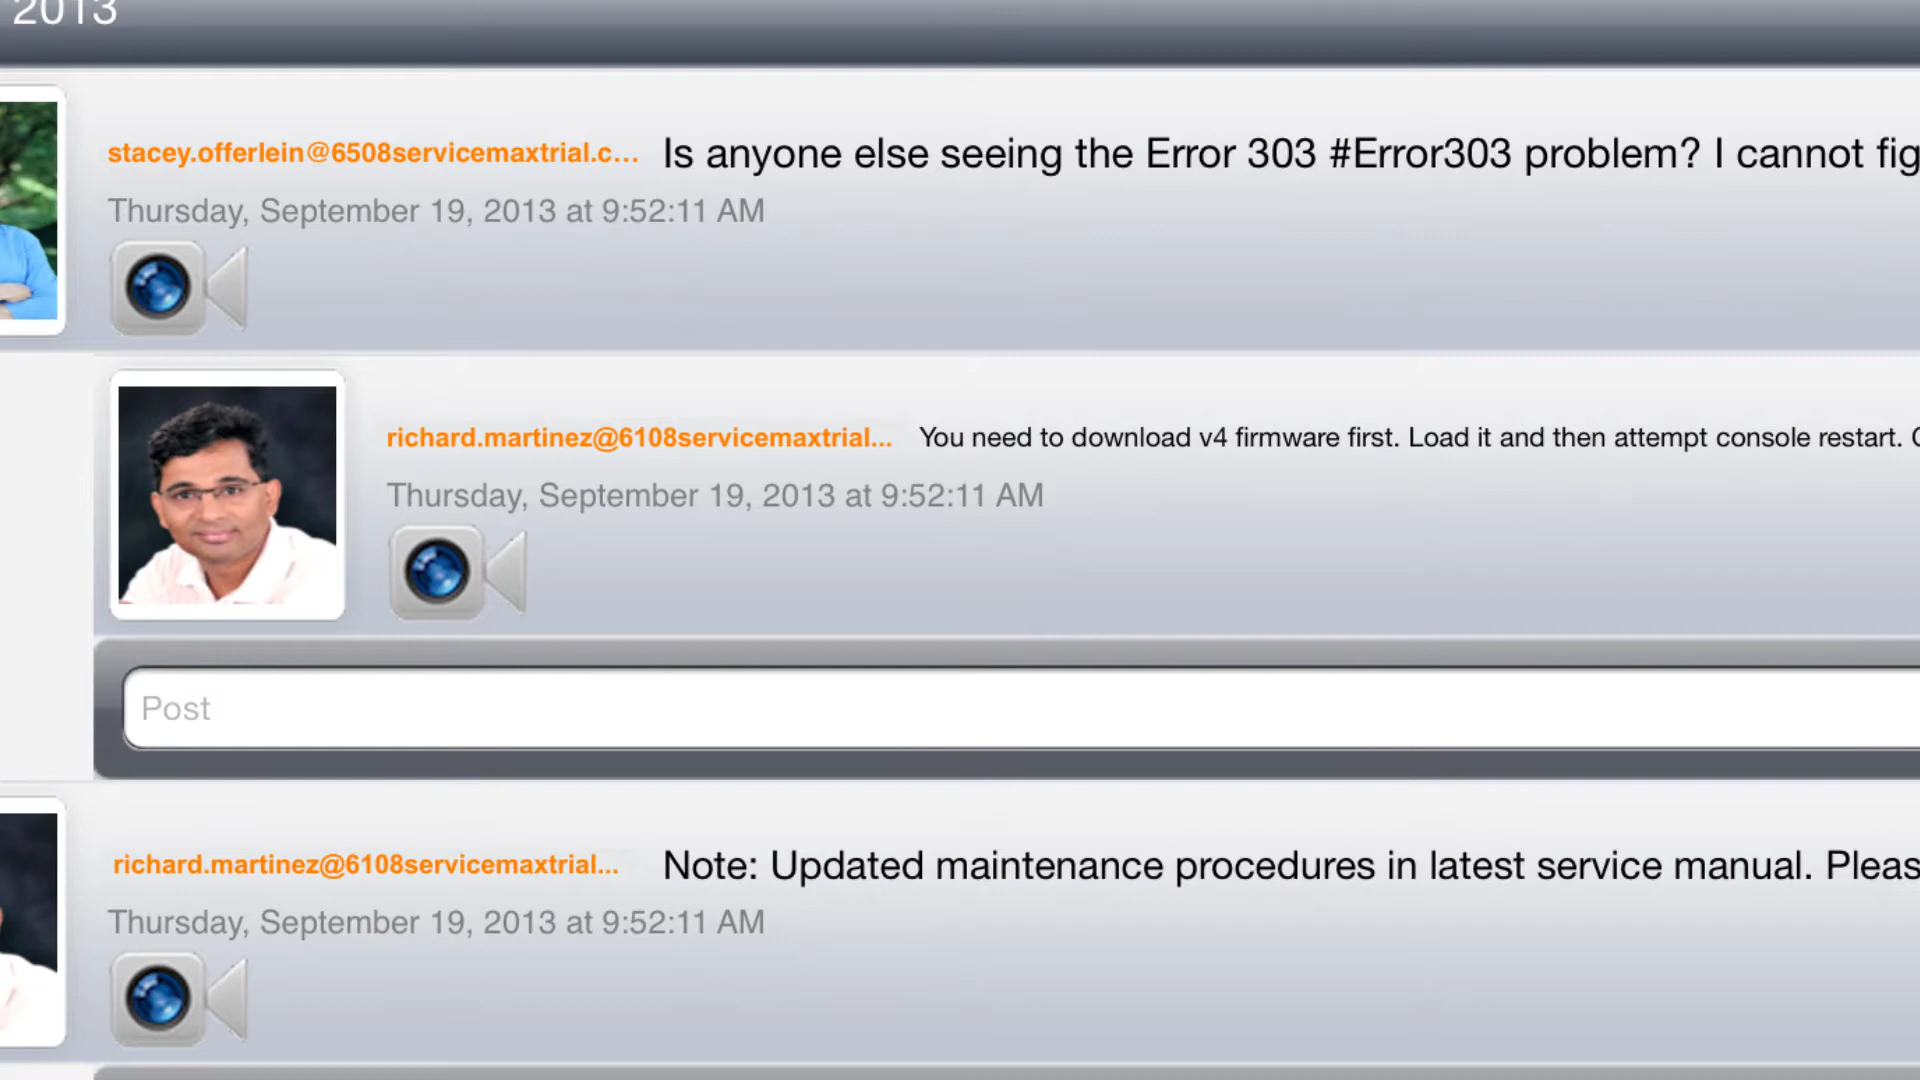 2013
stacey.offerlein@6508servicemaxtrial.c... Is anyone else seeing the Error 303 #Error303 problem? I cannot fig
Thursday, September 19, 2013 at 9:52:11 AM
richard.martinez@6108servicemaxtrial... You need to download v4 firmware first. Load it and then attempt console restart.
Thursday, September 19, 2013 at 9:52:11 AM
Post
richard.martinez@6108servicemaxtrial... Note: Updated maintenance procedures in latest service manual. Pleas
Thursday, September 19, 2013 at 9:52:11 AM